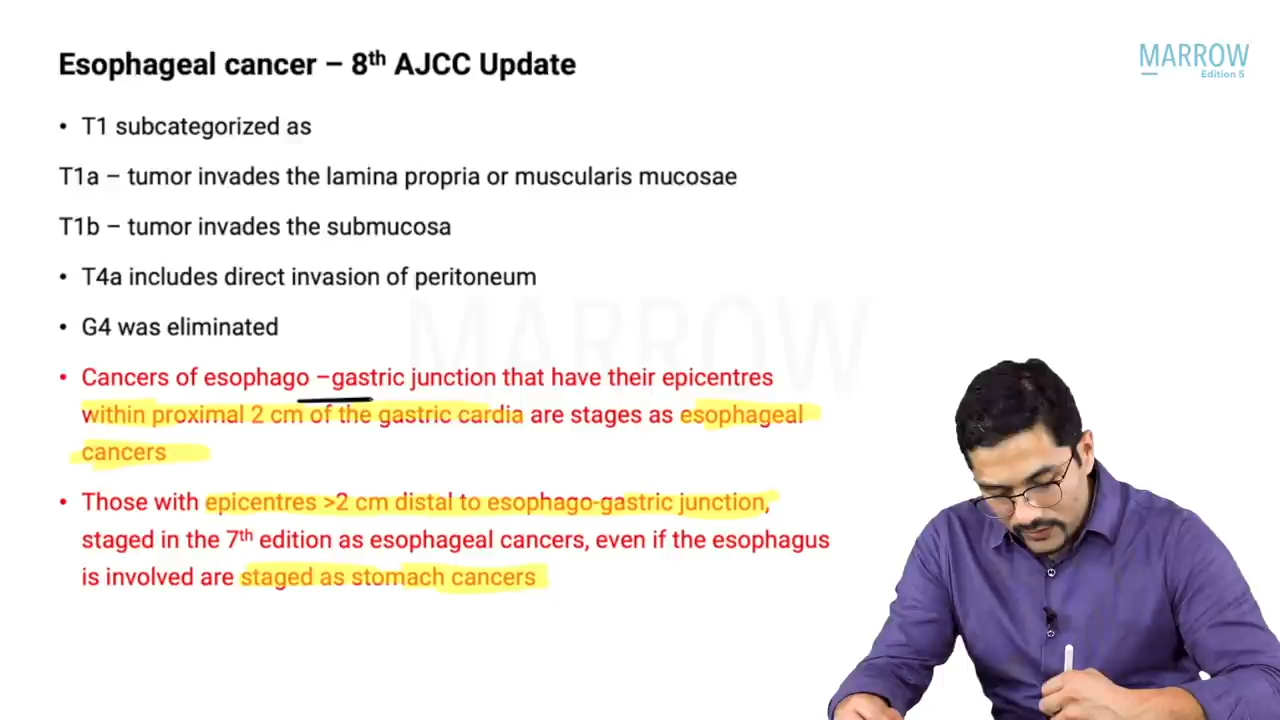 Esophageal cancer – 8th AJCC Update
MARROW
Edition 5
• T1 subcategorized as
T1a – tumor invades the lamina propria or muscularis mucosae
T1b – tumor invades the submucosa
• T4a includes direct invasion of peritoneum
• G4 was eliminated
MARROW
• Cancers of esophago –gastric junction that have their epicentres
within proximal 2 cm of the gastric cardia are stages as esophageal
cancers
• Those with epicentres >2 cm distal to esophago-gastric junction,
staged in the 7th edition as esophageal cancers, even if the esophagus
is involved are staged as stomach cancers